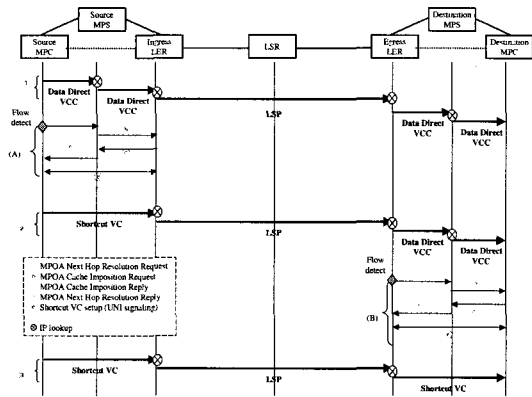 Source
MPS
Destination
MPS
Source
MPC
Ingress
LER
LSR
Egress
LER
Destination
MPC
1
Data Direct
VCC
Data Direct
VCC
LSP
Data Direct
VCC
Data Direct
VCC
Flow
detect
(A)
2
Shortcut VC
LSP
Data Direct
VCC
Data Direct
VCC
Flow
detect
(B)
MPOA Next Hop Resolution Request
MPOA Cache Imposition Request
MPOA Cache Imposition Reply
MPOA Next Hop Resolution Reply
Shortcut VC setup (UNI signaling)
IP lookup
Shortcut VC
LSP
Shortcut VC